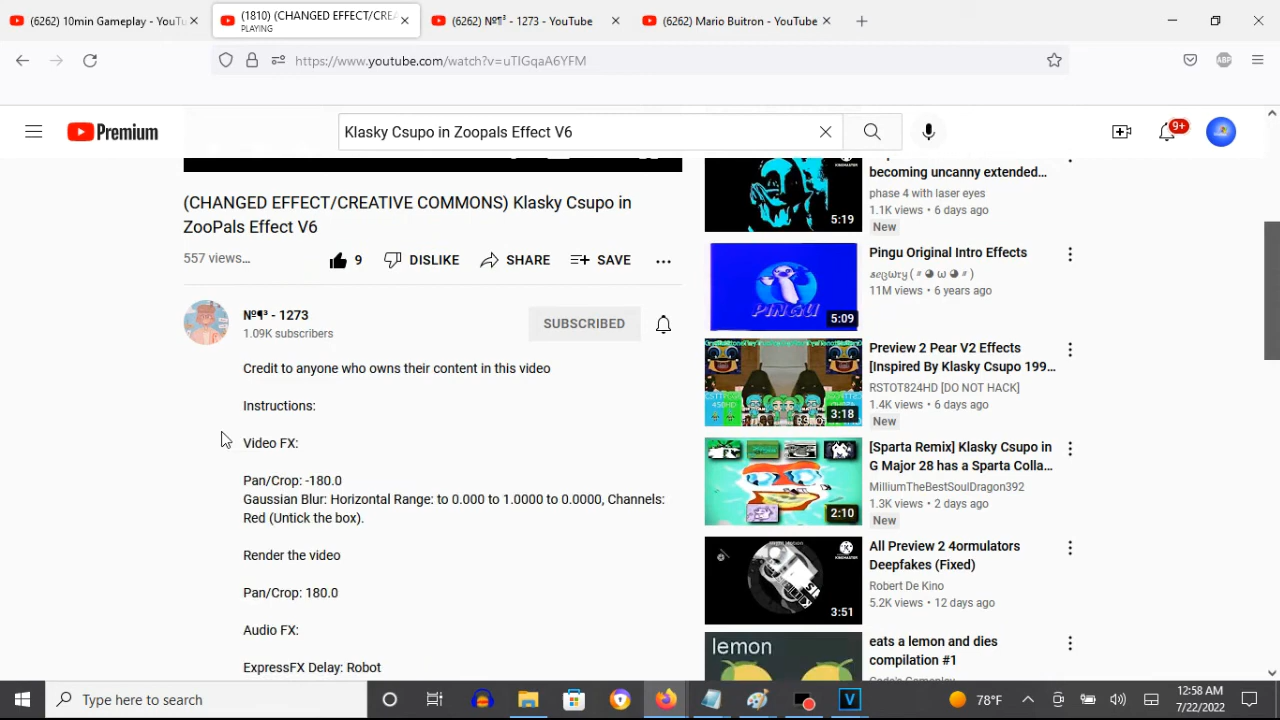 (6262) 10min Gameplay - YouTu
(1810) (CHANGED EFFECT/CREA
PLAYING
(6262) №¶³ - 1273 - YouTube
(6262) Mario Buitron - YouTube
https://www.youtube.com/watch?v=uTIGqaA6YFM
ABP
Premium
Klasky Csupo in Zoopals Effect V6
9+
(CHANGED EFFECT/CREATIVE COMMONS) Klasky Csupo in
ZooPals Effect V6
557 views...
9
DISLIKE
SHARE
SAVE
№¶³ - 1273
1.09K subscribers
SUBSCRIBED
Credit to anyone who owns their content in this video
Instructions:
Video FX:
Pan/Crop: -180.0
Gaussian Blur: Horizontal Range: to 0.000 to 1.0000 to 0.0000, Channels:
Red (Untick the box).
Render the video
Pan/Crop: 180.0
Audio FX:
ExpressFX Delay: Robot
5:19
becoming uncanny extended...
phase 4 with laser eyes
1.1K views • 6 days ago
New
PINGU
5:09
Pingu Original Intro Effects
11M views • 6 years ago
3:18
Preview 2 Pear V2 Effects
[Inspired By Klasky Csupo 199...
RSTOT824HD [DO NOT HACK]
1.4K views • 6 days ago
New
2:10
[Sparta Remix] Klasky Csupo in
G Major 28 has a Sparta Colla...
MilliumTheBestSoulDragon392
1.3K views • 2 days ago
New
KINEMASTER
3:51
All Preview 2 4ormulators
Deepfakes (Fixed)
Robert De Kino
5.2K views • 12 days ago
lemon
eats a lemon and dies
compilation #1
Type here to search
78°F
12:58 AM
7/22/2022